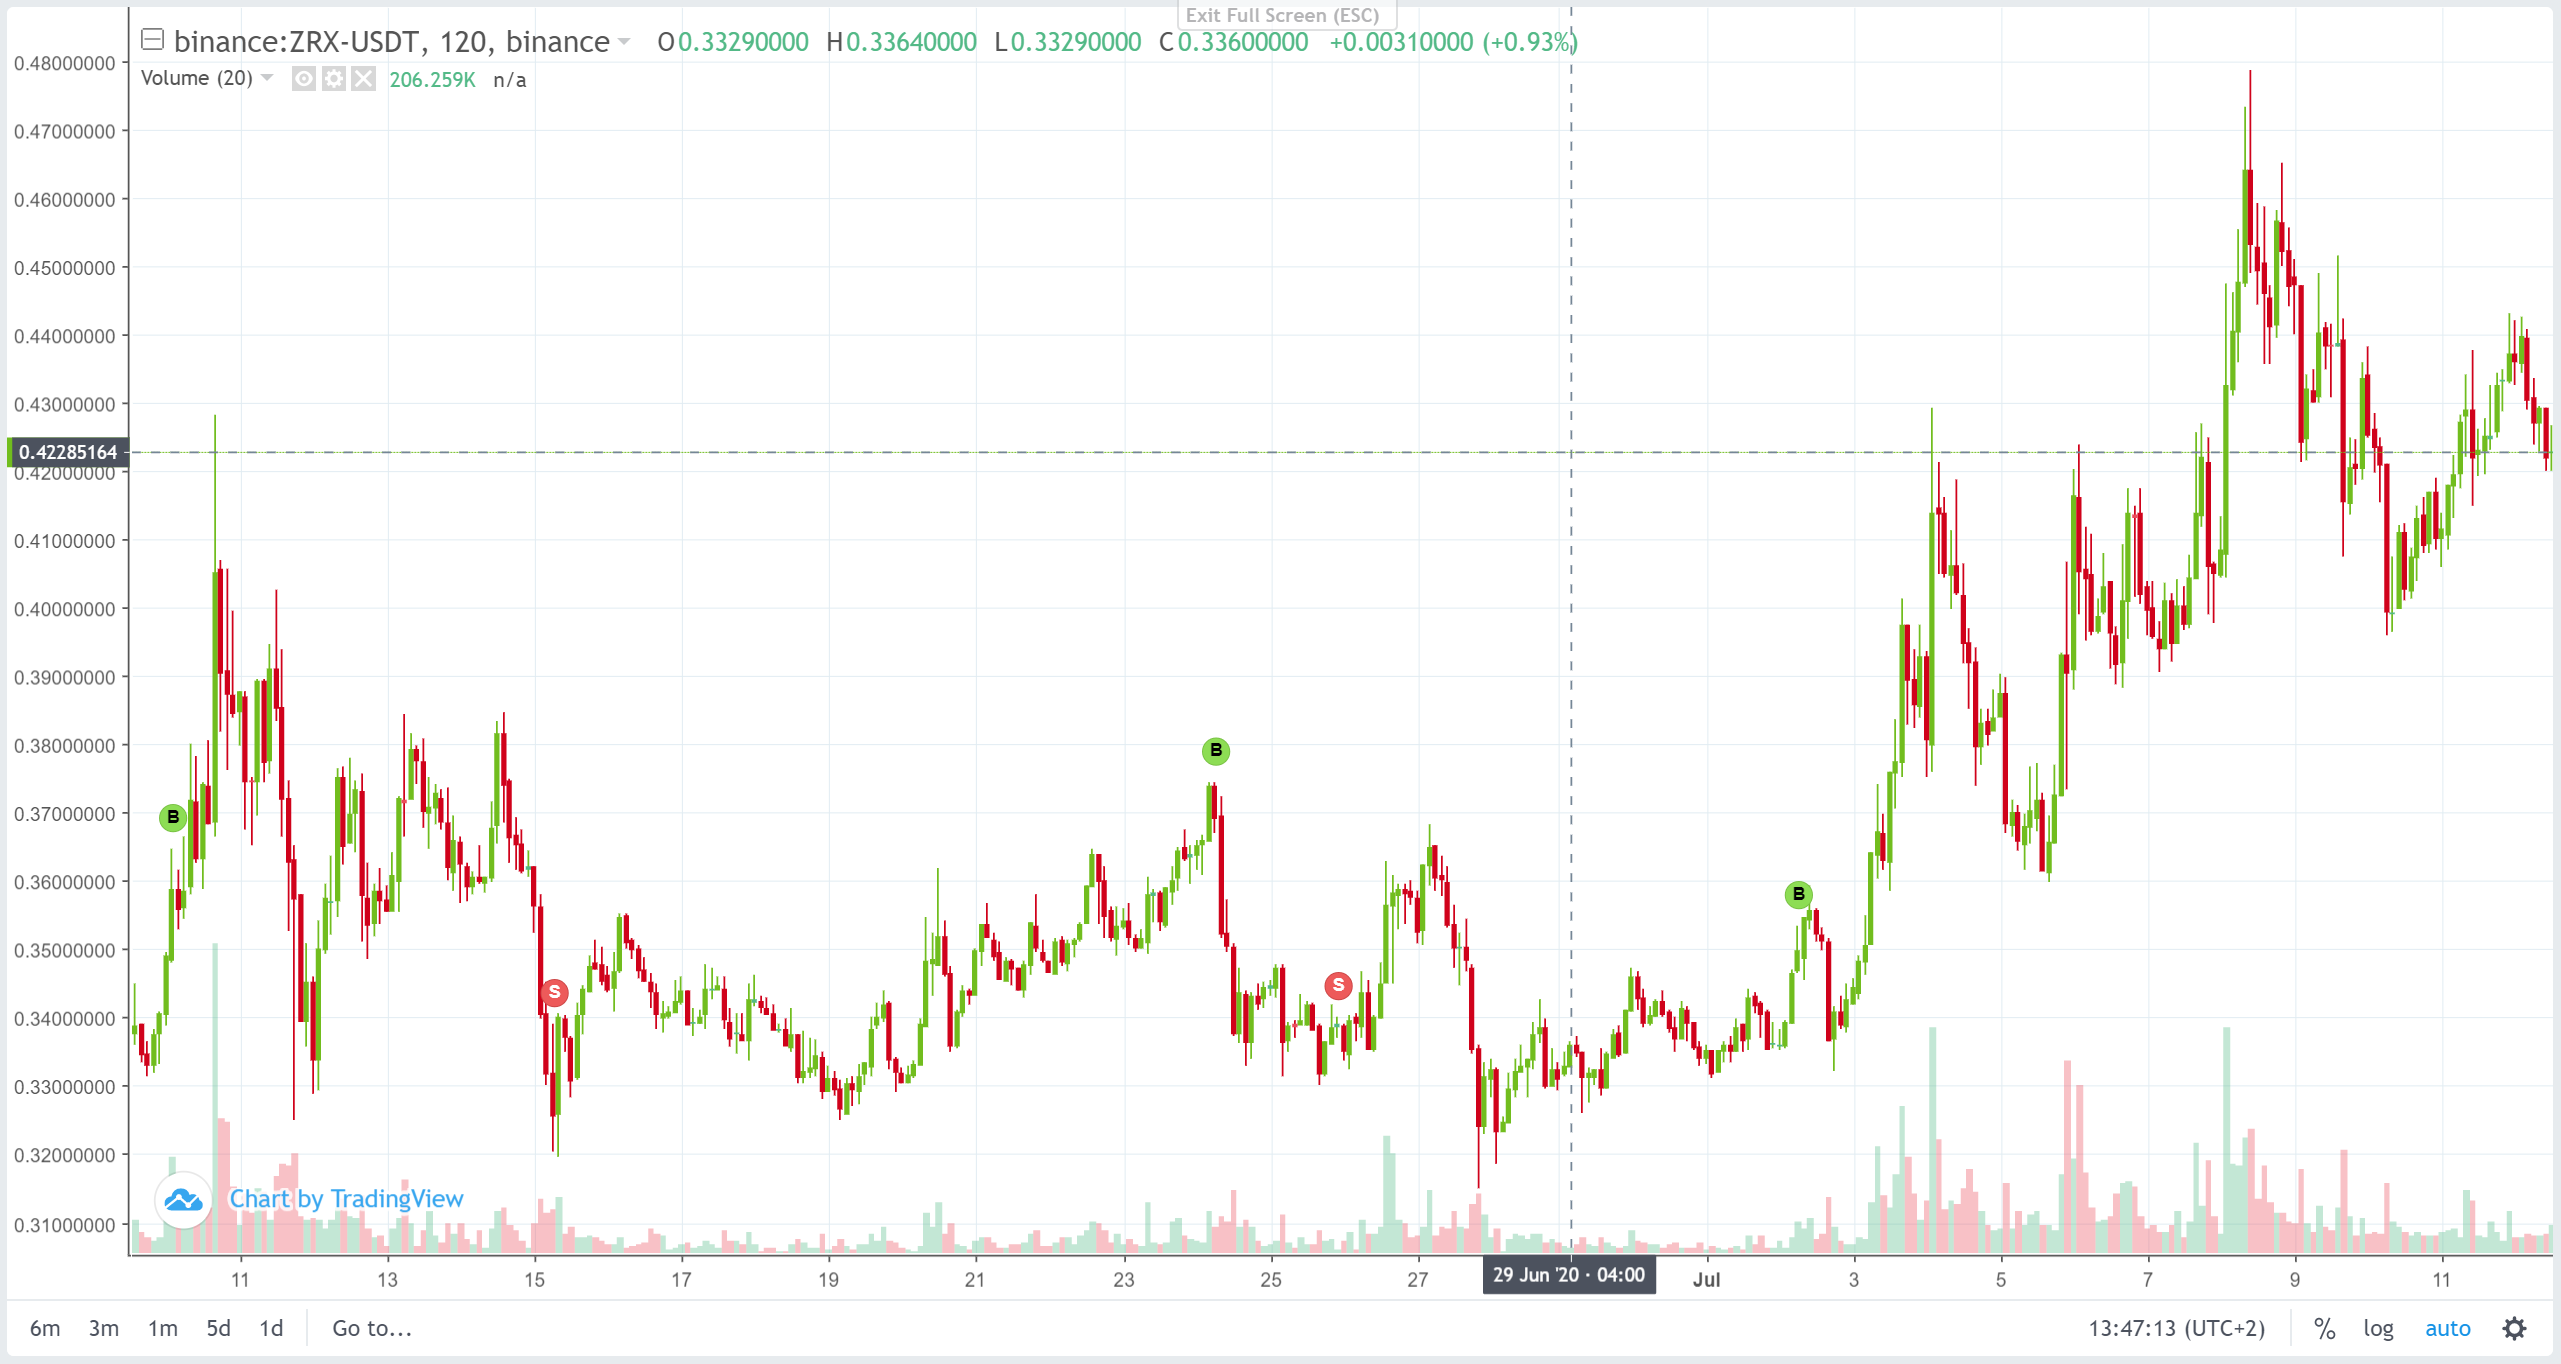 Exit Full Screen (ESC)
binance:ZRX-USDT, 120, binance O0.33290000 H0.33640000 L0.33290000 C0.33600000 +0.00310000 (+0.93%)
Volume (20) 206.259K n/a
0.48000000
0.47000000
0.46000000
0.45000000
0.44000000
0.43000000
0.42285164
0.42000000
0.41000000
0.40000000
0.39000000
0.38000000
0.37000000
0.36000000
0.35000000
0.34000000
0.33000000
0.32000000
0.31000000
B
B
B
S
S
Chart by TradingView
11 13 15 17 19 21 23 25 27 29 Jun '20 · 04:00 Jul 3 5 7 9 11
6m 3m 1m 5d 1d Go to... 13:47:13 (UTC+2) % log auto